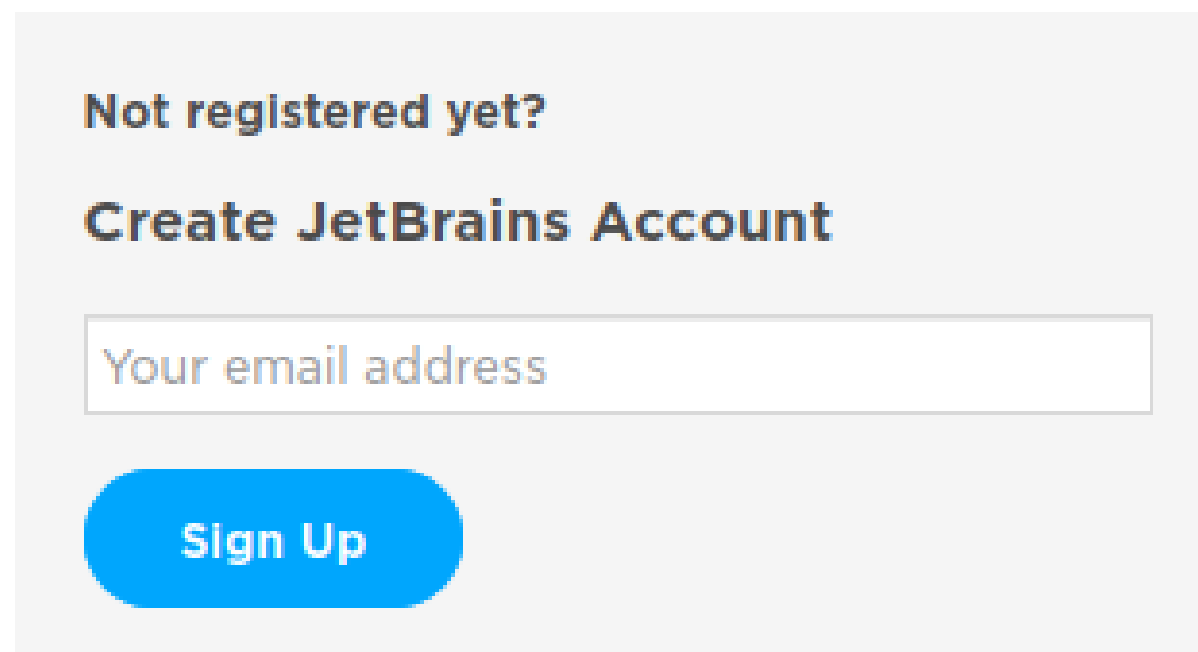 Not registered yet?
Create JetBrains Account
Your email address
Sign Up